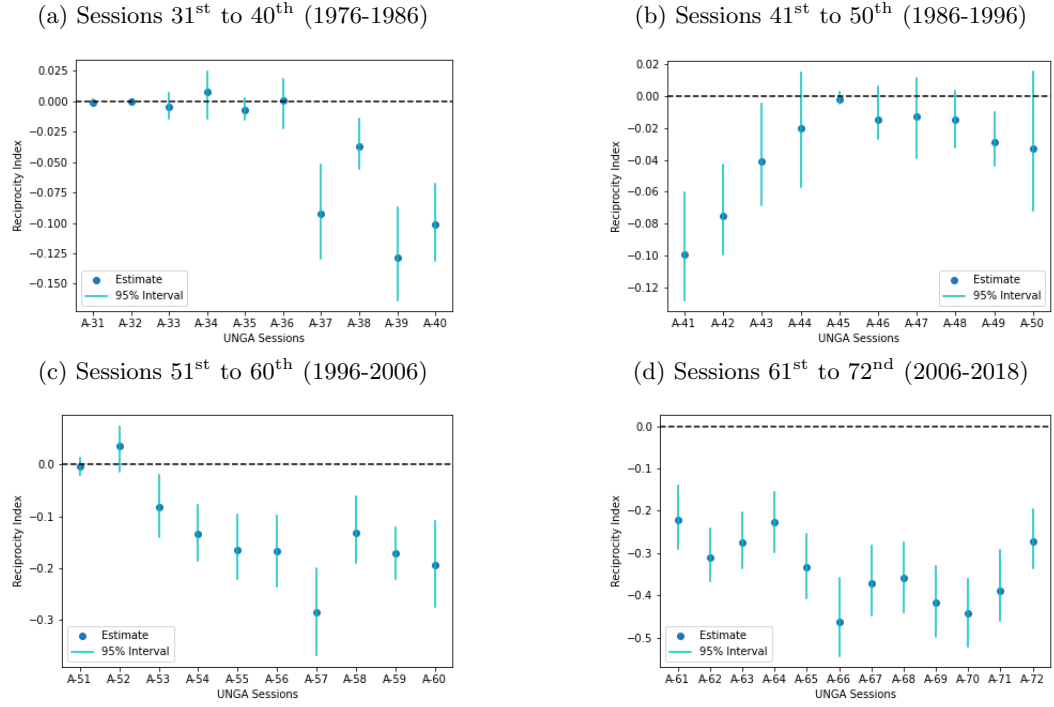 (a) Sessions 31st to 40th (1976-1986)
0.025
0.000
−0.025
−0.050
−0.075
−0.100
−0.125
−0.150
Reciprocity Index
Estimate
95% Interval
A-31 A-32 A-33 A-34 A-35 A-36 A-37 A-38 A-39 A-40
UNGA Sessions
(b) Sessions 41st to 50th (1986-1996)
0.02
0.00
−0.02
−0.04
−0.06
−0.08
−0.10
−0.12
Reciprocity Index
Estimate
95% Interval
A-41 A-42 A-43 A-44 A-45 A-46 A-47 A-48 A-49 A-50
UNGA Sessions
(c) Sessions 51st to 60th (1996-2006)
0.0
−0.1
−0.2
−0.3
Reciprocity Index
Estimate
95% Interval
A-51 A-52 A-53 A-54 A-55 A-56 A-57 A-58 A-59 A-60
UNGA Sessions
(d) Sessions 61st to 72nd (2006-2018)
0.0
−0.1
−0.2
−0.3
−0.4
−0.5
Reciprocity Index
Estimate
95% Interval
A-61 A-62 A-63 A-64 A-65 A-66 A-67 A-68 A-69 A-70 A-71 A-72
UNGA Sessions